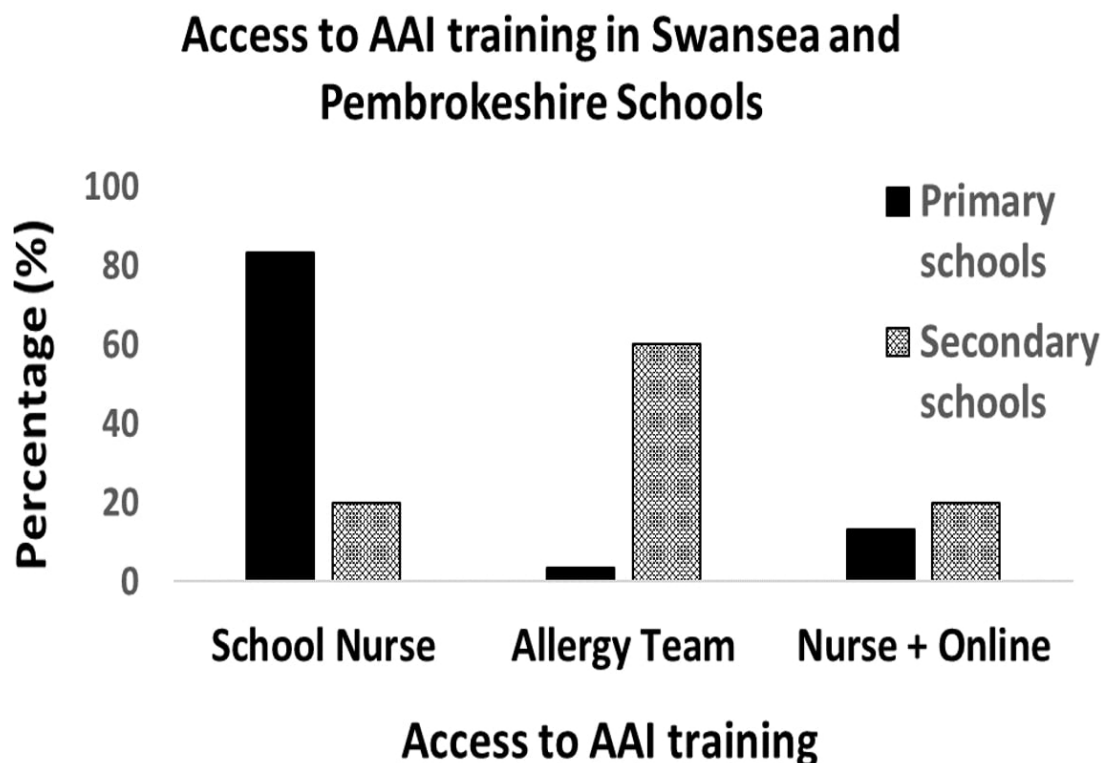 Access to AAI training in Swansea and
Pembrokeshire Schools
Percentage (%)
100
80
60
40
20
0
Primary
schools
Secondary
schools
School Nurse
Allergy Team
Nurse + Online
Access to AAI training